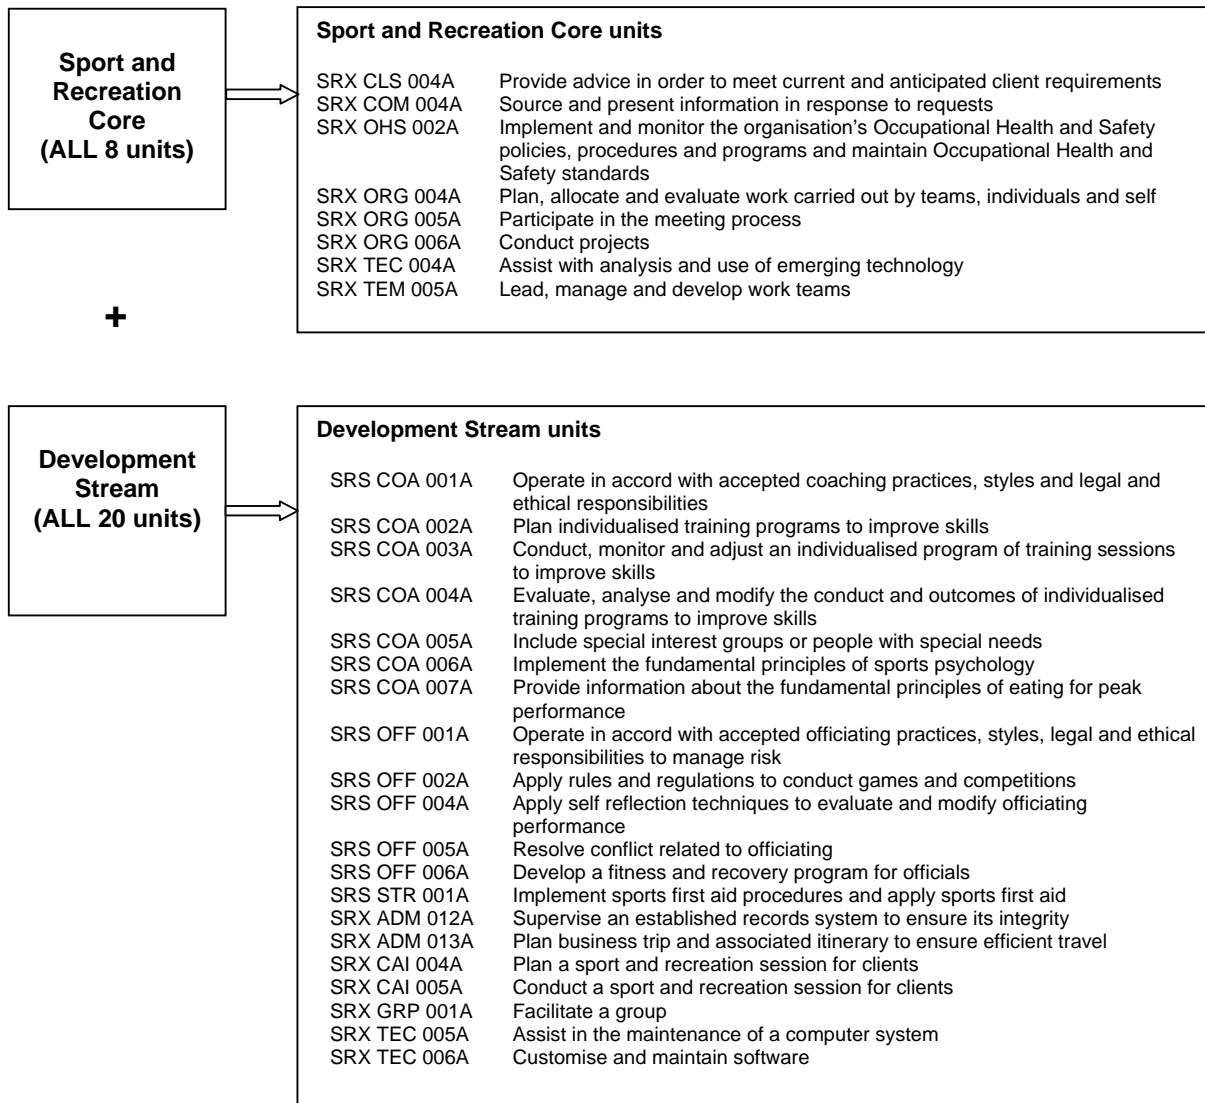 Sport and
Recreation
Core
(ALL 8 units)
Sport and Recreation Core units
SRX CLS 004A Provide advice in order to meet current and anticipated client requirements
SRX COM 004A Source and present information in response to requests
SRX OHS 002A Implement and monitor the organisation's Occupational Health and Safety
policies, procedures and programs and maintain Occupational Health and
Safety standards
SRX ORG 004A Plan, allocate and evaluate work carried out by teams, individuals and self
SRX ORG 005A Participate in the meeting process
SRX ORG 006A Conduct projects
SRX TEC 004A Assist with analysis and use of emerging technology
SRX TEM 005A Lead, manage and develop work teams
+
Development
Stream
(ALL 20 units)
Development Stream units
SRS COA 001A Operate in accord with accepted coaching practices, styles and legal and
ethical responsibilities
SRS COA 002A Plan individualised training programs to improve skills
SRS COA 003A Conduct, monitor and adjust an individualised program of training sessions
to improve skills
SRS COA 004A Evaluate, analyse and modify the conduct and outcomes of individualised
training programs to improve skills
SRS COA 005A Include special interest groups or people with special needs
SRS COA 006A Implement the fundamental principles of sports psychology
SRS COA 007A Provide information about the fundamental principles of eating for peak
performance
SRS OFF 001A Operate in accord with accepted officiating practices, styles, legal and ethical
responsibilities to manage risk
SRS OFF 002A Apply rules and regulations to conduct games and competitions
SRS OFF 004A Apply self reflection techniques to evaluate and modify officiating
performance
SRS OFF 005A Resolve conflict related to officiating
SRS OFF 006A Develop a fitness and recovery program for officials
SRS STR 001A Implement sports first aid procedures and apply sports first aid
SRX ADM 012A Supervise an established records system to ensure its integrity
SRX ADM 013A Plan business trip and associated itinerary to ensure efficient travel
SRX CAI 004A Plan a sport and recreation session for clients
SRX CAI 005A Conduct a sport and recreation session for clients
SRX GRP 001A Facilitate a group
SRX TEC 005A Assist in the maintenance of a computer system
SRX TEC 006A Customise and maintain software